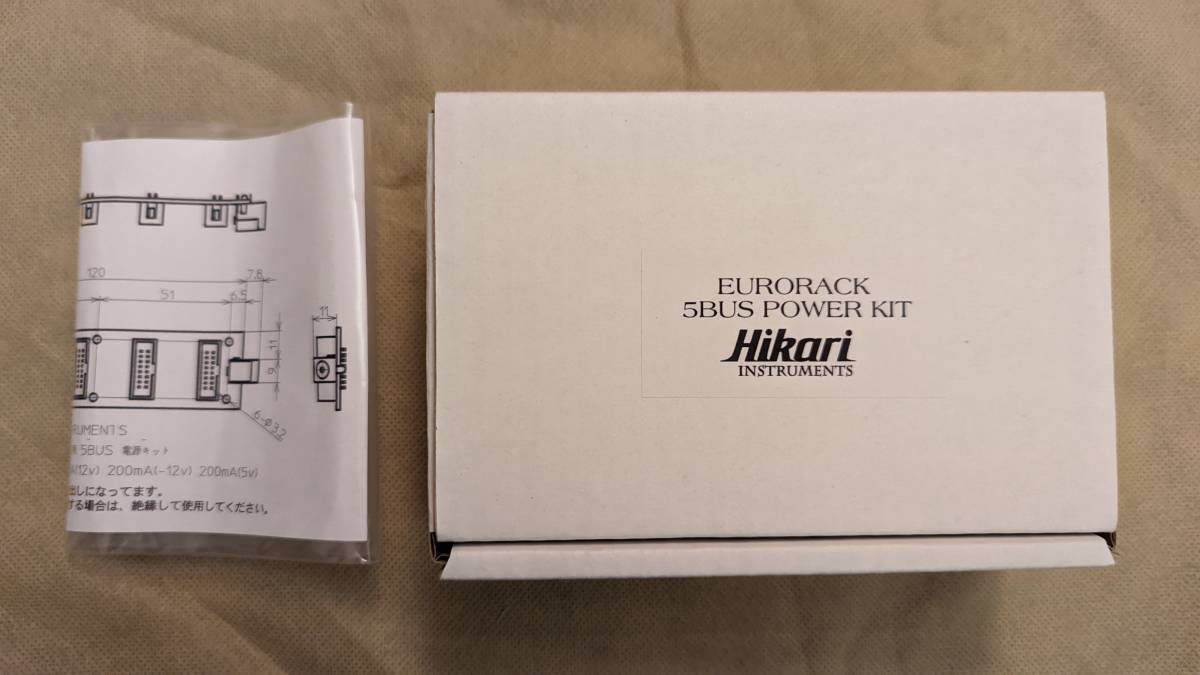 120
7.8
51
6.5
11
11
9
6-φ3.2
RUMENTS
5BUS 電源キット
A(12v) 200mA(-12v) 200mA(5v)
出しになってます。
する場合は、絶縁して使用してください。
EURORACK
5BUS POWER KIT
Hikari
INSTRUMENTS